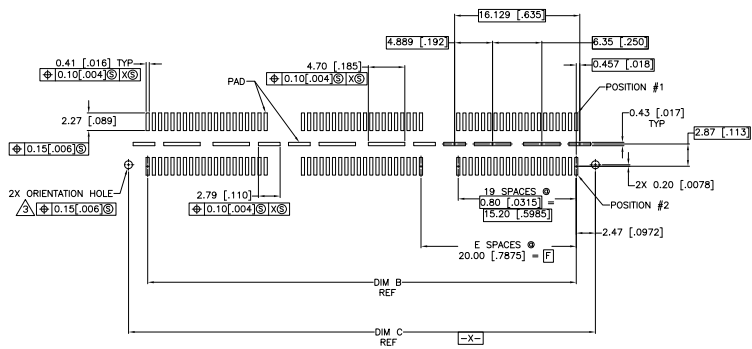 16.129 [.635]
4.889 [.192]
6.35 [.250]
0.41 [.016] TYP
4.70 [.185]
0.457 [.018]
⌖ 0.10[.004]Ⓢ XⓈ
⌖ 0.10[.004]Ⓢ XⓈ
PAD
POSITION #1
2.27 [.089]
0.43 [.017]
TYP
2.87 [.113]
⌖ 0.15[.006]Ⓢ
2X ORIENTATION HOLE
2.79 [.110]
19 SPACES @
2X 0.20 [.0078]
3 ⌖ 0.15[.006]Ⓢ
⌖ 0.10[.004]Ⓢ XⓈ
0.80 [.0315] =
15.20 [.5985]
POSITION #2
2.47 [.0972]
E SPACES @
20.00 [.7875] = F
DIM B
REF
DIM C
REF
-X-